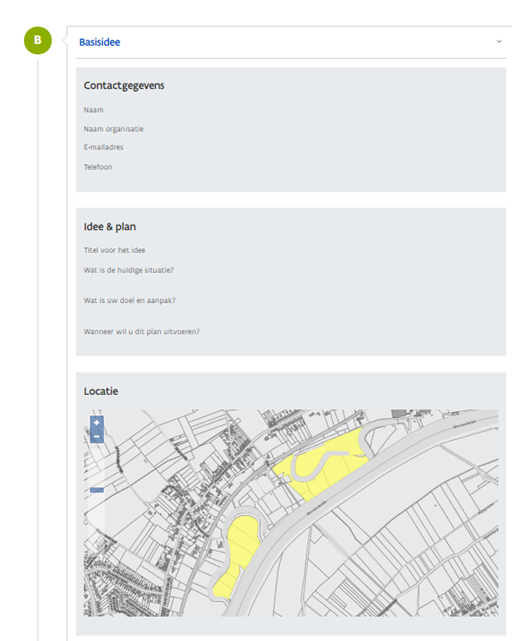 B
Basisidee
Contactgegevens
Naam
Naam organisatie
E-mailadres
Telefoon
Idee & plan
Titel voor het idee
Wat is de huidige situatie?
Wat is uw doel en aanpak?
Wanneer wil u dit plan uitvoeren?
Locatie
+
−